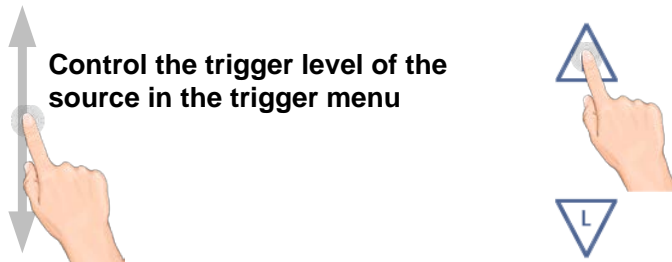 Control the trigger level of the
source in the trigger menu
L